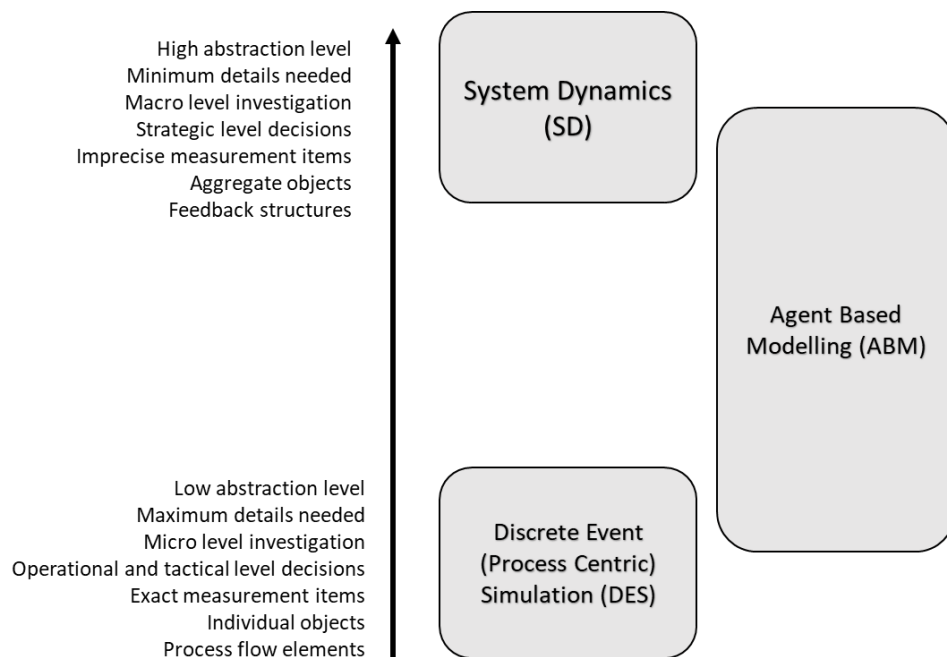 High abstraction level
Minimum details needed
Macro level investigation
Strategic level decisions
Imprecise measurement items
Aggregate objects
Feedback structures
System Dynamics
(SD)
Agent Based
Modelling (ABM)
Low abstraction level
Maximum details needed
Micro level investigation
Operational and tactical level decisions
Exact measurement items
Individual objects
Process flow elements
Discrete Event
(Process Centric)
Simulation (DES)